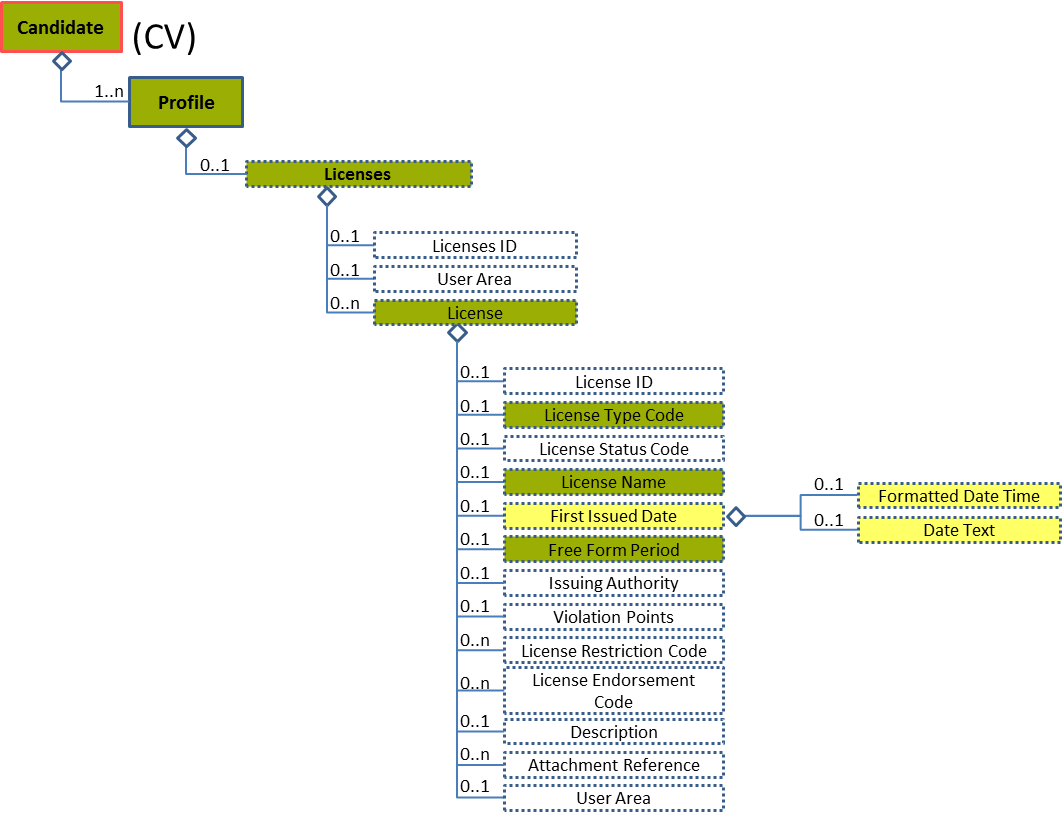 Candidate (CV)
1..n
Profile
0..1
Licenses
0..1
Licenses ID
0..1
User Area
0..n
License
0..1
License ID
0..1
License Type Code
0..1
License Status Code
0..1
License Name
0..1
First Issued Date
0..1
Formatted Date Time
0..1
Date Text
0..1
Free Form Period
0..1
Issuing Authority
0..1
Violation Points
0..n
License Restriction Code
0..n
License Endorsement
Code
0..1
Description
0..n
Attachment Reference
0..1
User Area